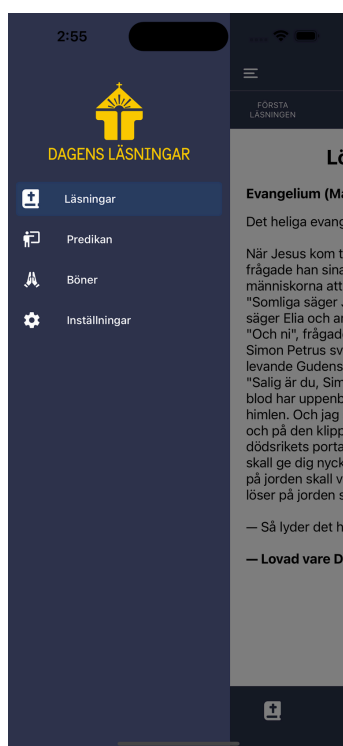 2:55
DAGENS LÄSNINGAR
Läsningar
Predikan
Böner
Inställningar
FÖRSTA
LÄSNINGEN
Evangelium (M
Det heliga evang
När Jesus kom t
frågade han sina
människorna att
"Somliga säger
säger Elia och a
"Och ni", frågad
Simon Petrus sv
levande Gudens
"Salig är du, Sim
blod har uppenb
himlen. Och jag
och på den klipp
dödsrikets porta
skall ge dig nyck
på jorden skall v
löser på jorden s
— Så lyder det h
— Lovad vare D